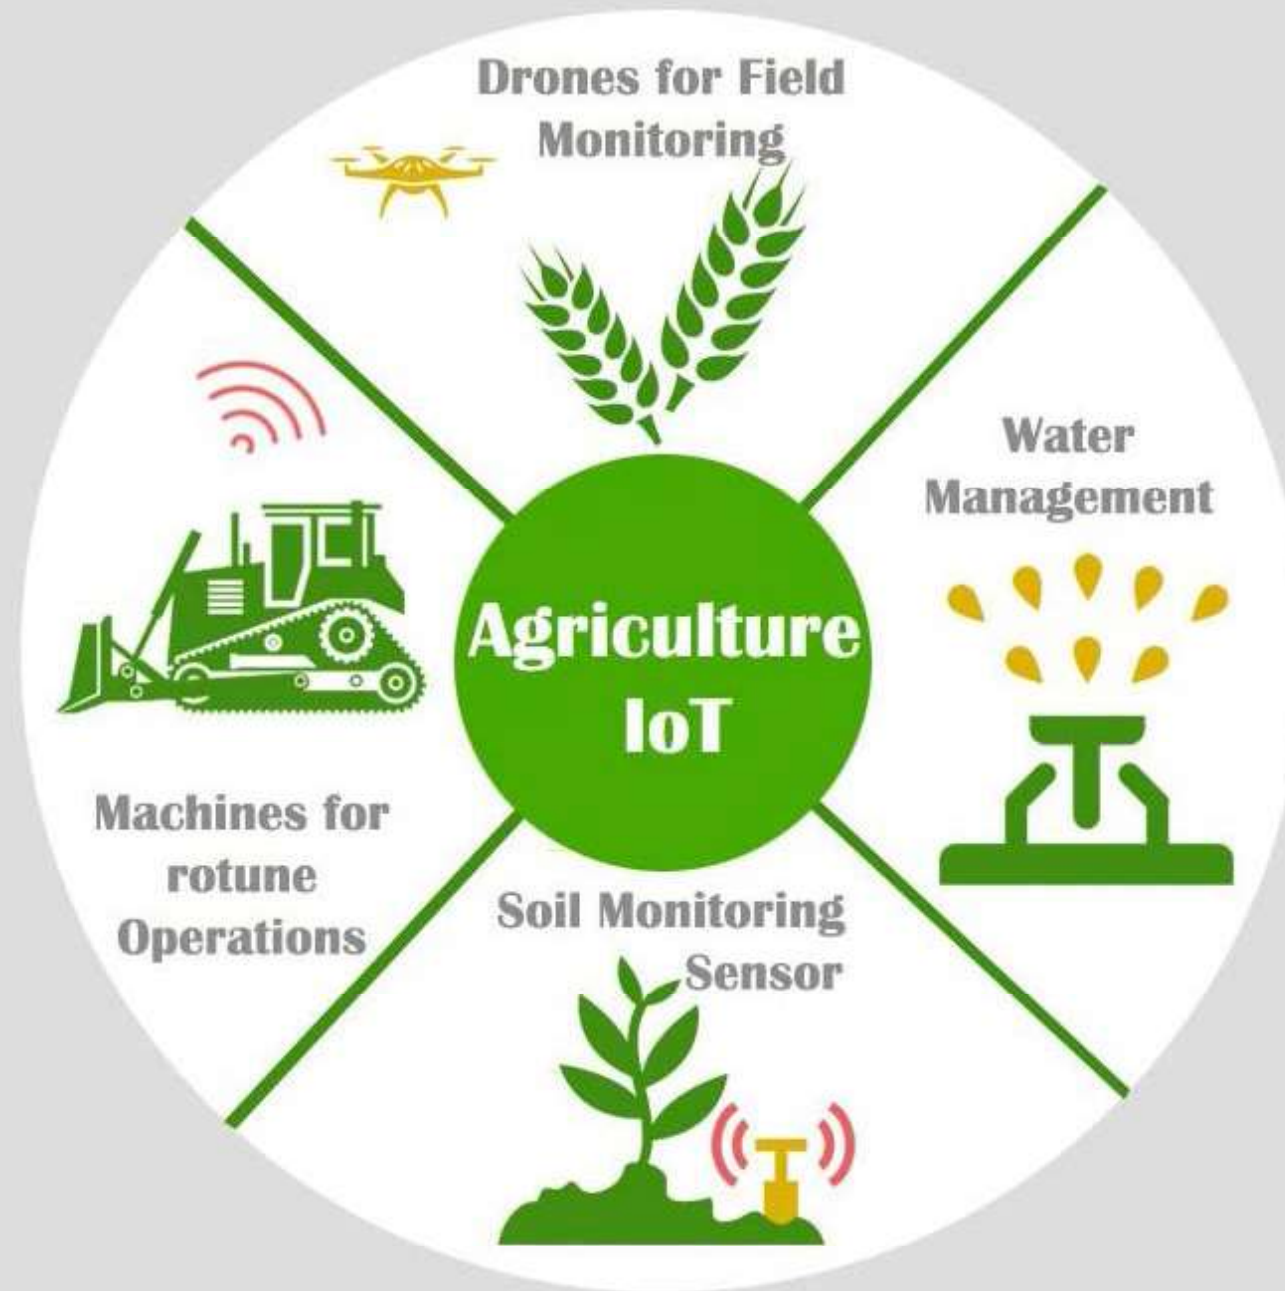 Drones for Field
Monitoring
Water
Management
Agriculture
IoT
Machines for
rotune
Operations
Soil Monitoring
Sensor